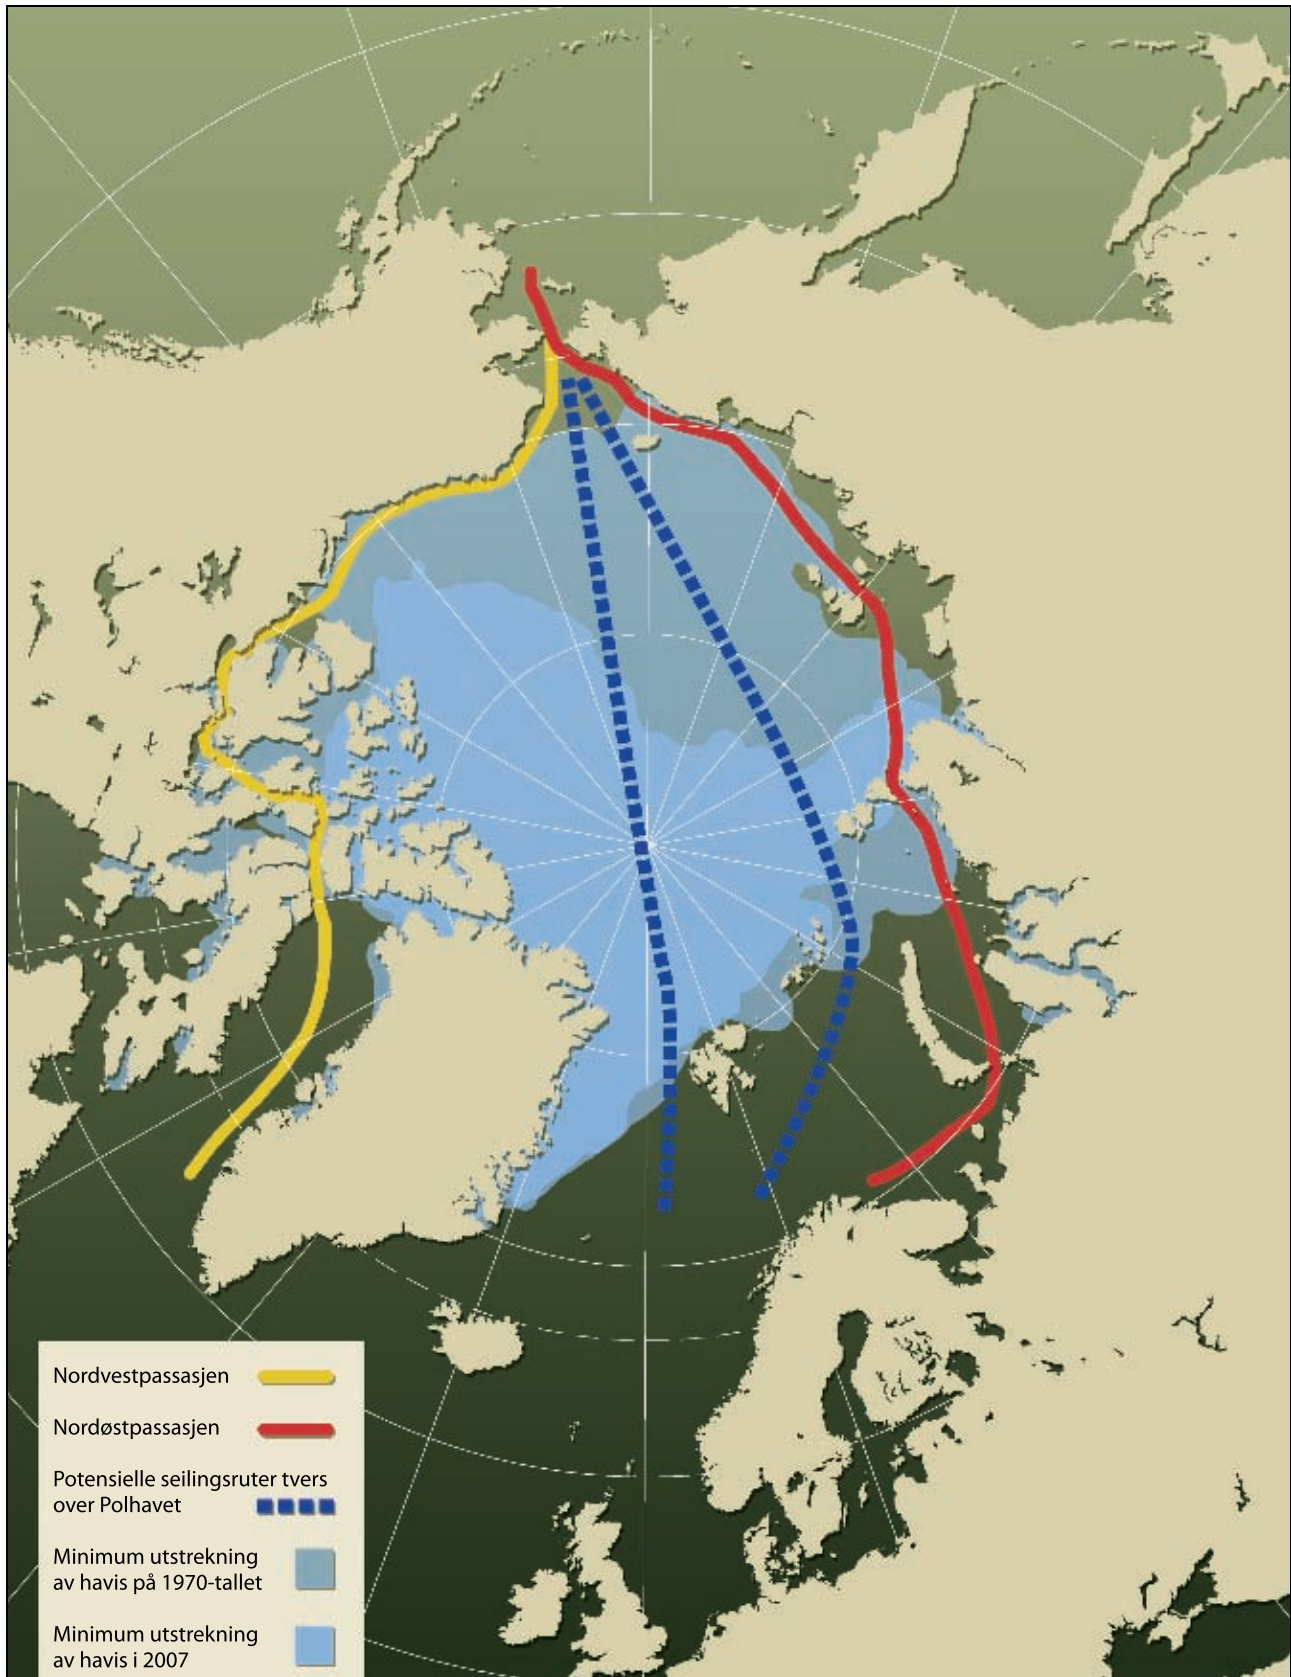 Nordvestpassasjen
Nordøstpassasjen
Potensielle seilingsruter tvers
over Polhavet
Minimum utstrekning
av havis på 1970-tallet
Minimum utstrekning
av havis i 2007